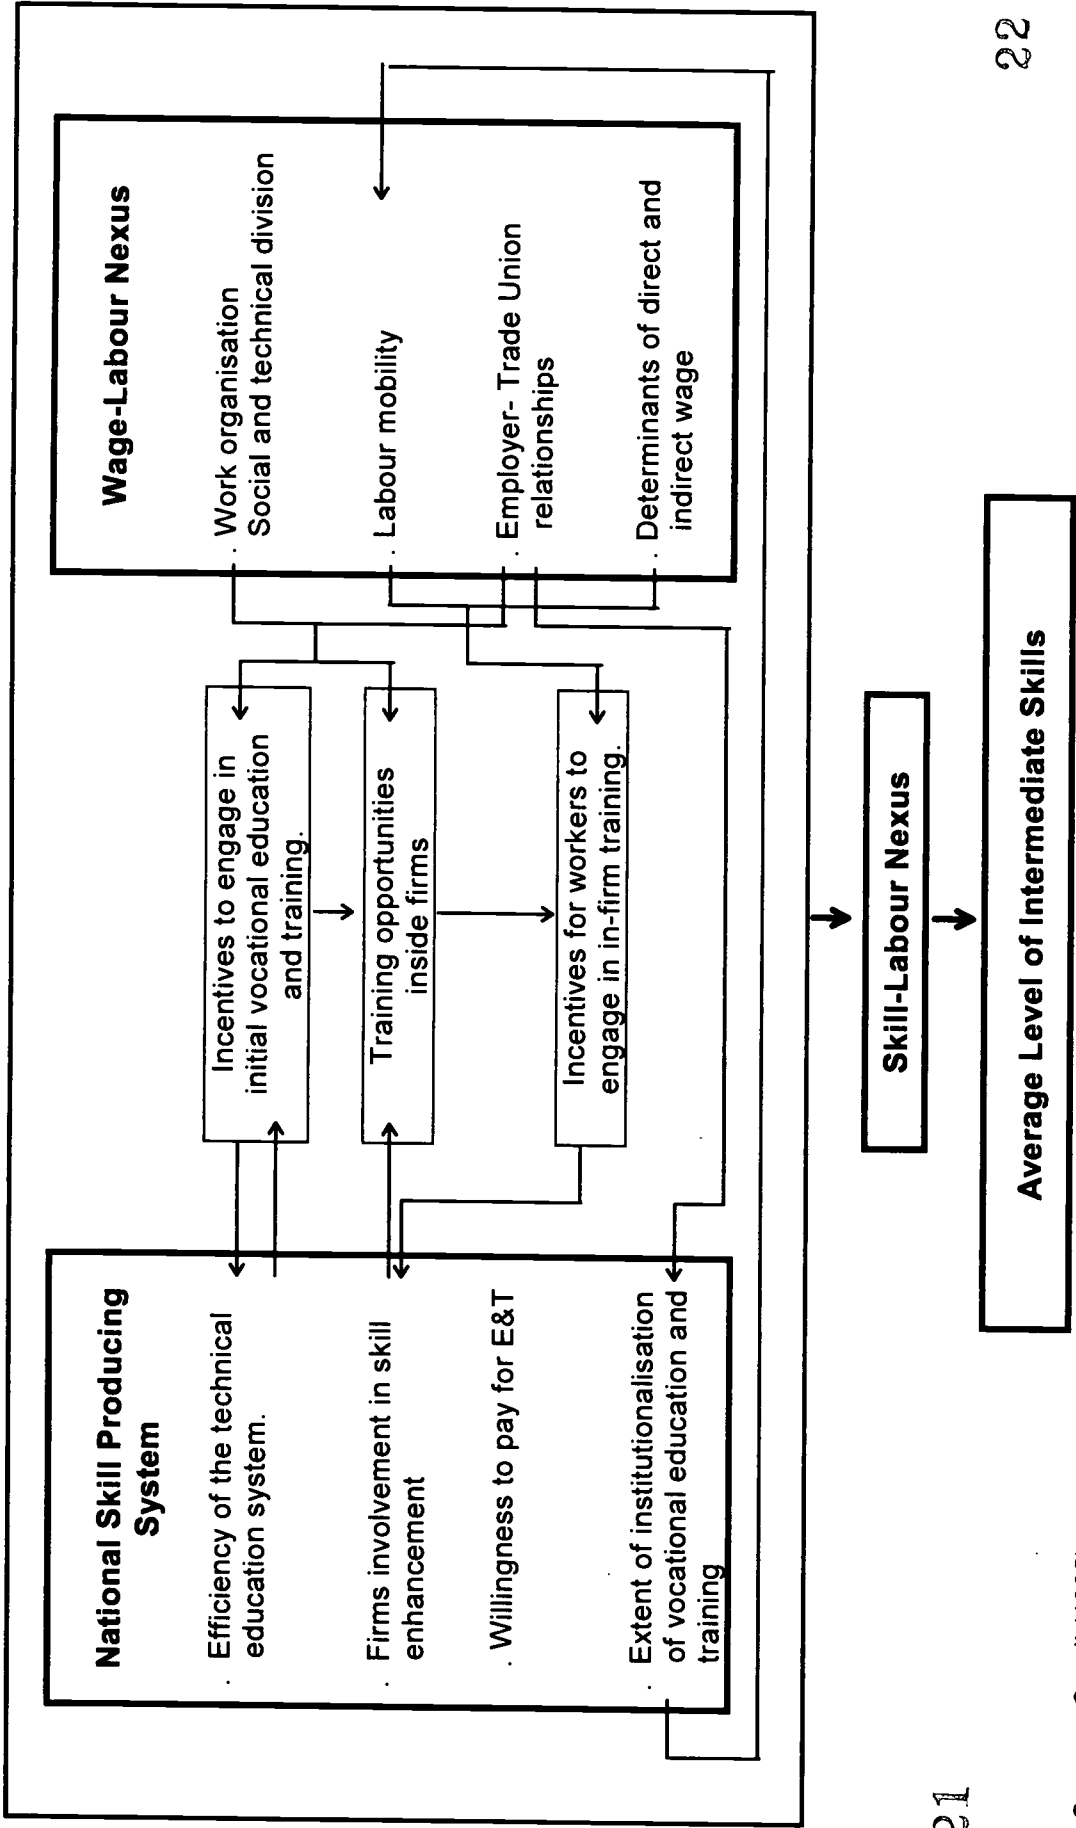 National Skill Producing
System
. Efficiency of the technical
education system.
. Firms involvement in skill
enhancement
. Willingness to pay for E&T
. Extent of institutionalisation
of vocational education and
training
Incentives to engage in
initial vocational education
and training.
Training opportunities
inside firms
Incentives for workers to
engage in in-firm training.
Wage-Labour Nexus
. Work organisation
Social and technical division
. Labour mobility
. Employer- Trade Union
relationships
. Determinants of direct and
indirect wage
Skill-Labour Nexus
Average Level of Intermediate Skills
21
22